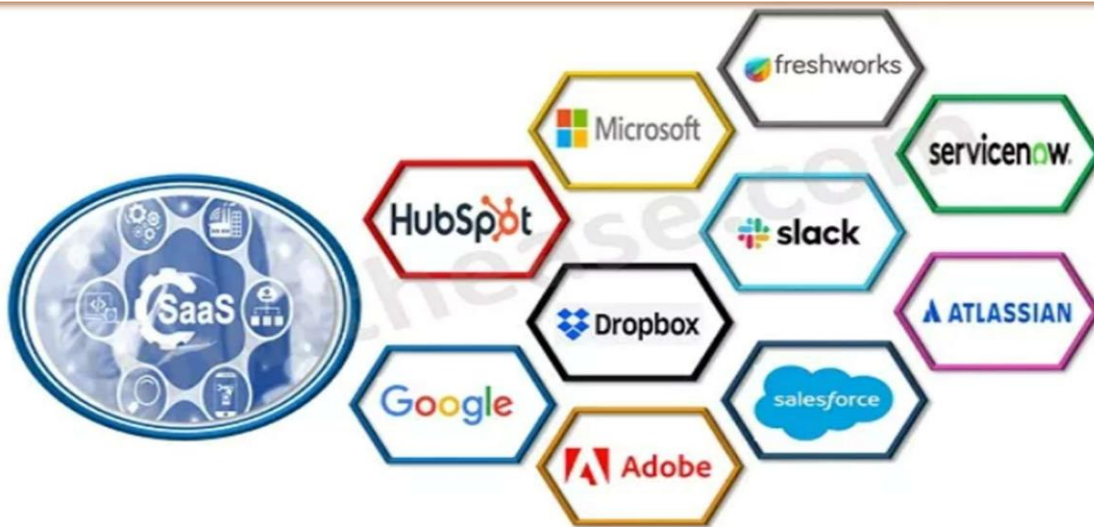 freshworks
Microsoft
servicenow.
HubSpot
slack
SaaS
Dropbox
ATLASSIAN
Google
salesforce
Adobe